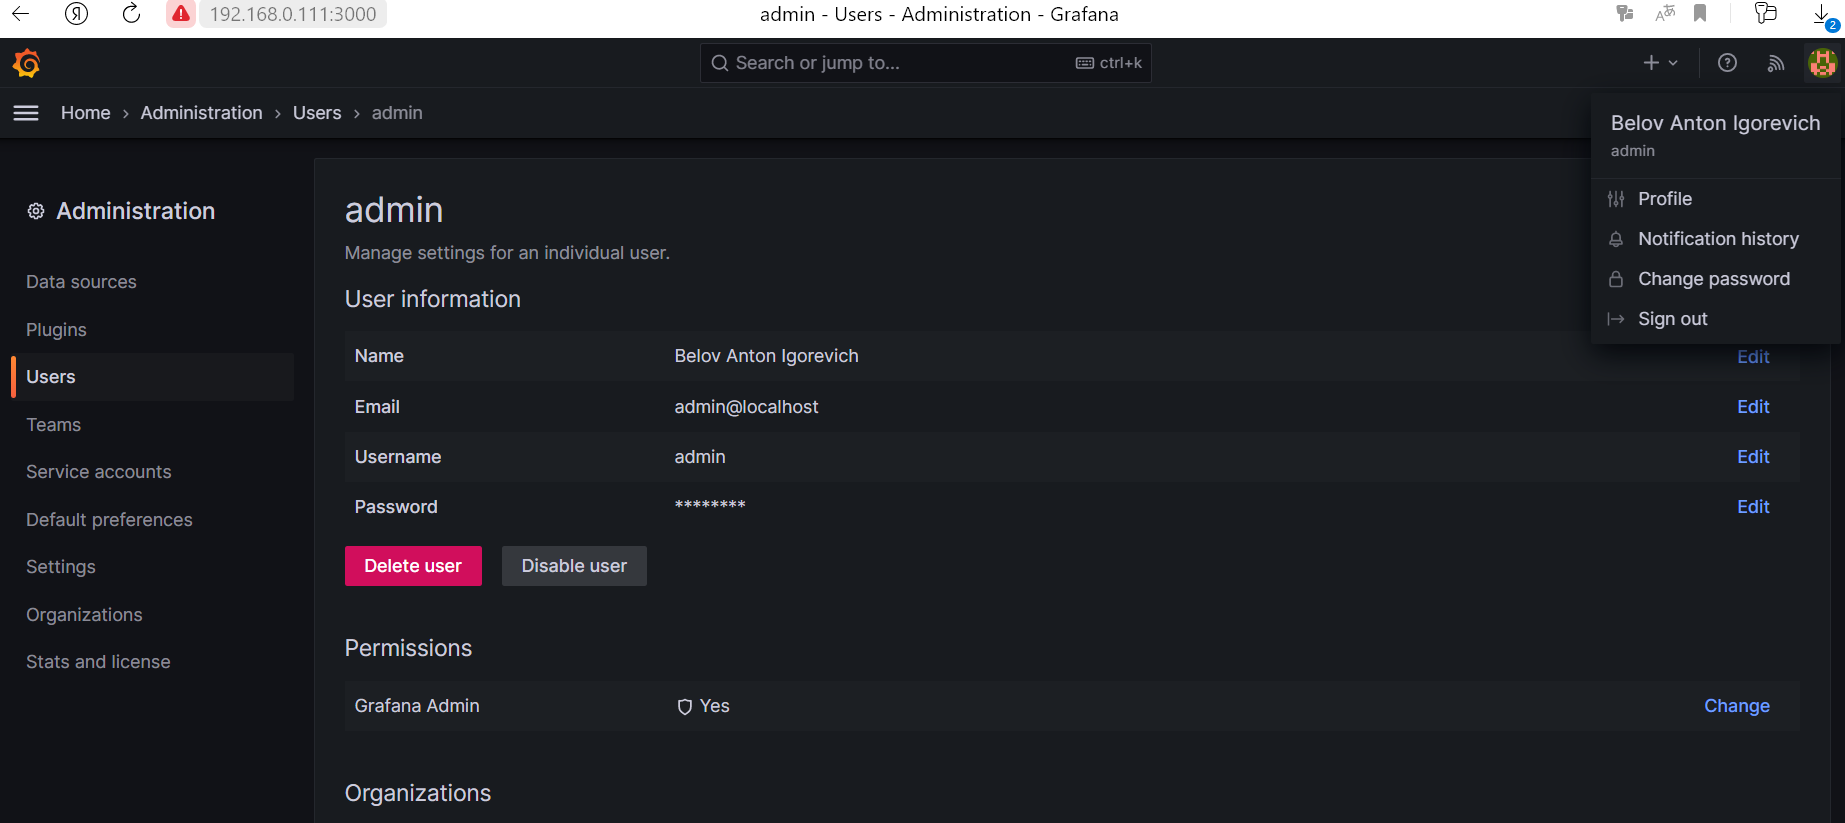 Я 192.168.0.111:3000 admin - Users - Administration - Grafana 2
Search or jump to... ctrl+k
Home › Administration › Users › admin
Belov Anton Igorevich
admin
Profile
Notification history
Change password
Sign out
Administration
Data sources
Plugins
Users
Teams
Service accounts
Default preferences
Settings
Organizations
Stats and license
admin
Manage settings for an individual user.
User information
Name Belov Anton Igorevich Edit
Email admin@localhost Edit
Username admin Edit
Password ******** Edit
Delete user Disable user
Permissions
Grafana Admin Yes Change
Organizations